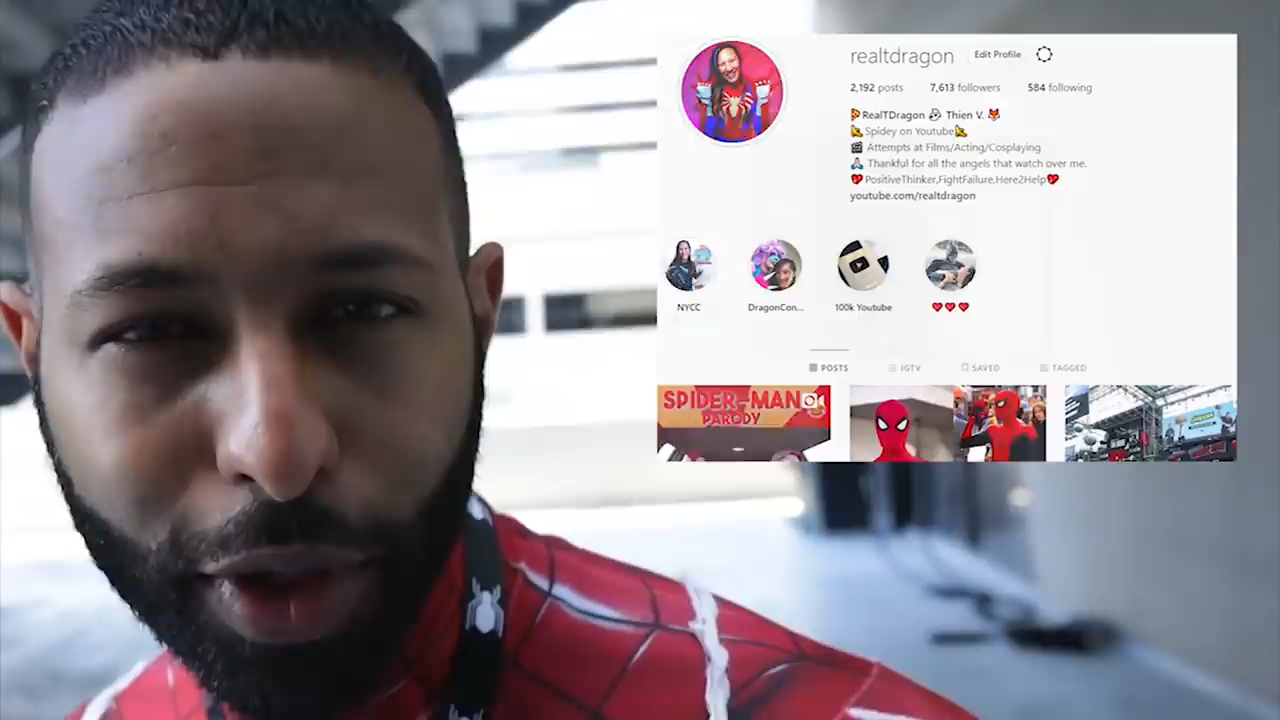 realtdragon Edit Profile
2,192 posts 7,613 followers 584 following
RealTDragon Thien V.
Spidey on Youtube
Attempts at Films/Acting/Cosplaying
Thankful for all the angels that watch over me.
PositiveThinker,FightFailure,Here2Help
youtube.com/realtdragon
NYCC DragonCon... 100k Youtube
POSTS IGTV SAVED TAGGED
SPIDER-MAN
PARODY